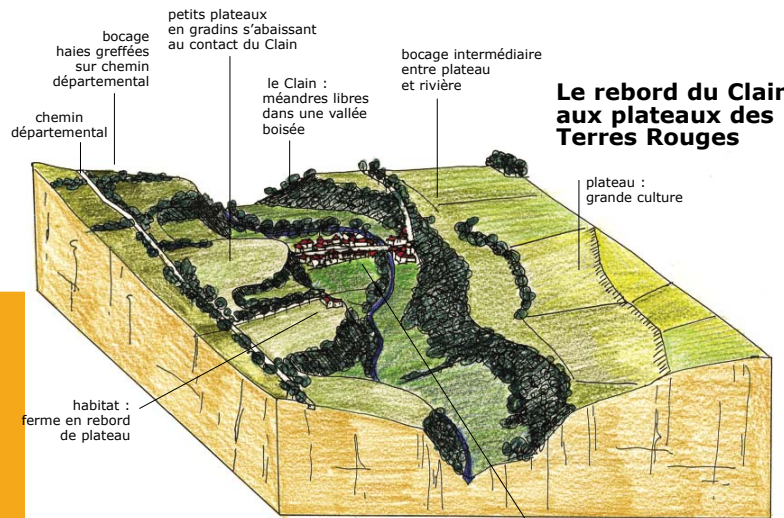 petits plateaux
en gradins s'abaissant
au contact du Clain
bocage
haies greffées
sur chemin
départemental
chemin
départemental
le Clain :
méandres libres
dans une vallée
boisée
bocage intermédiaire
entre plateau
et rivière
Le rebord du Clain
aux plateaux des
Terres Rouges
plateau :
grande culture
habitat :
ferme en rebord
de plateau